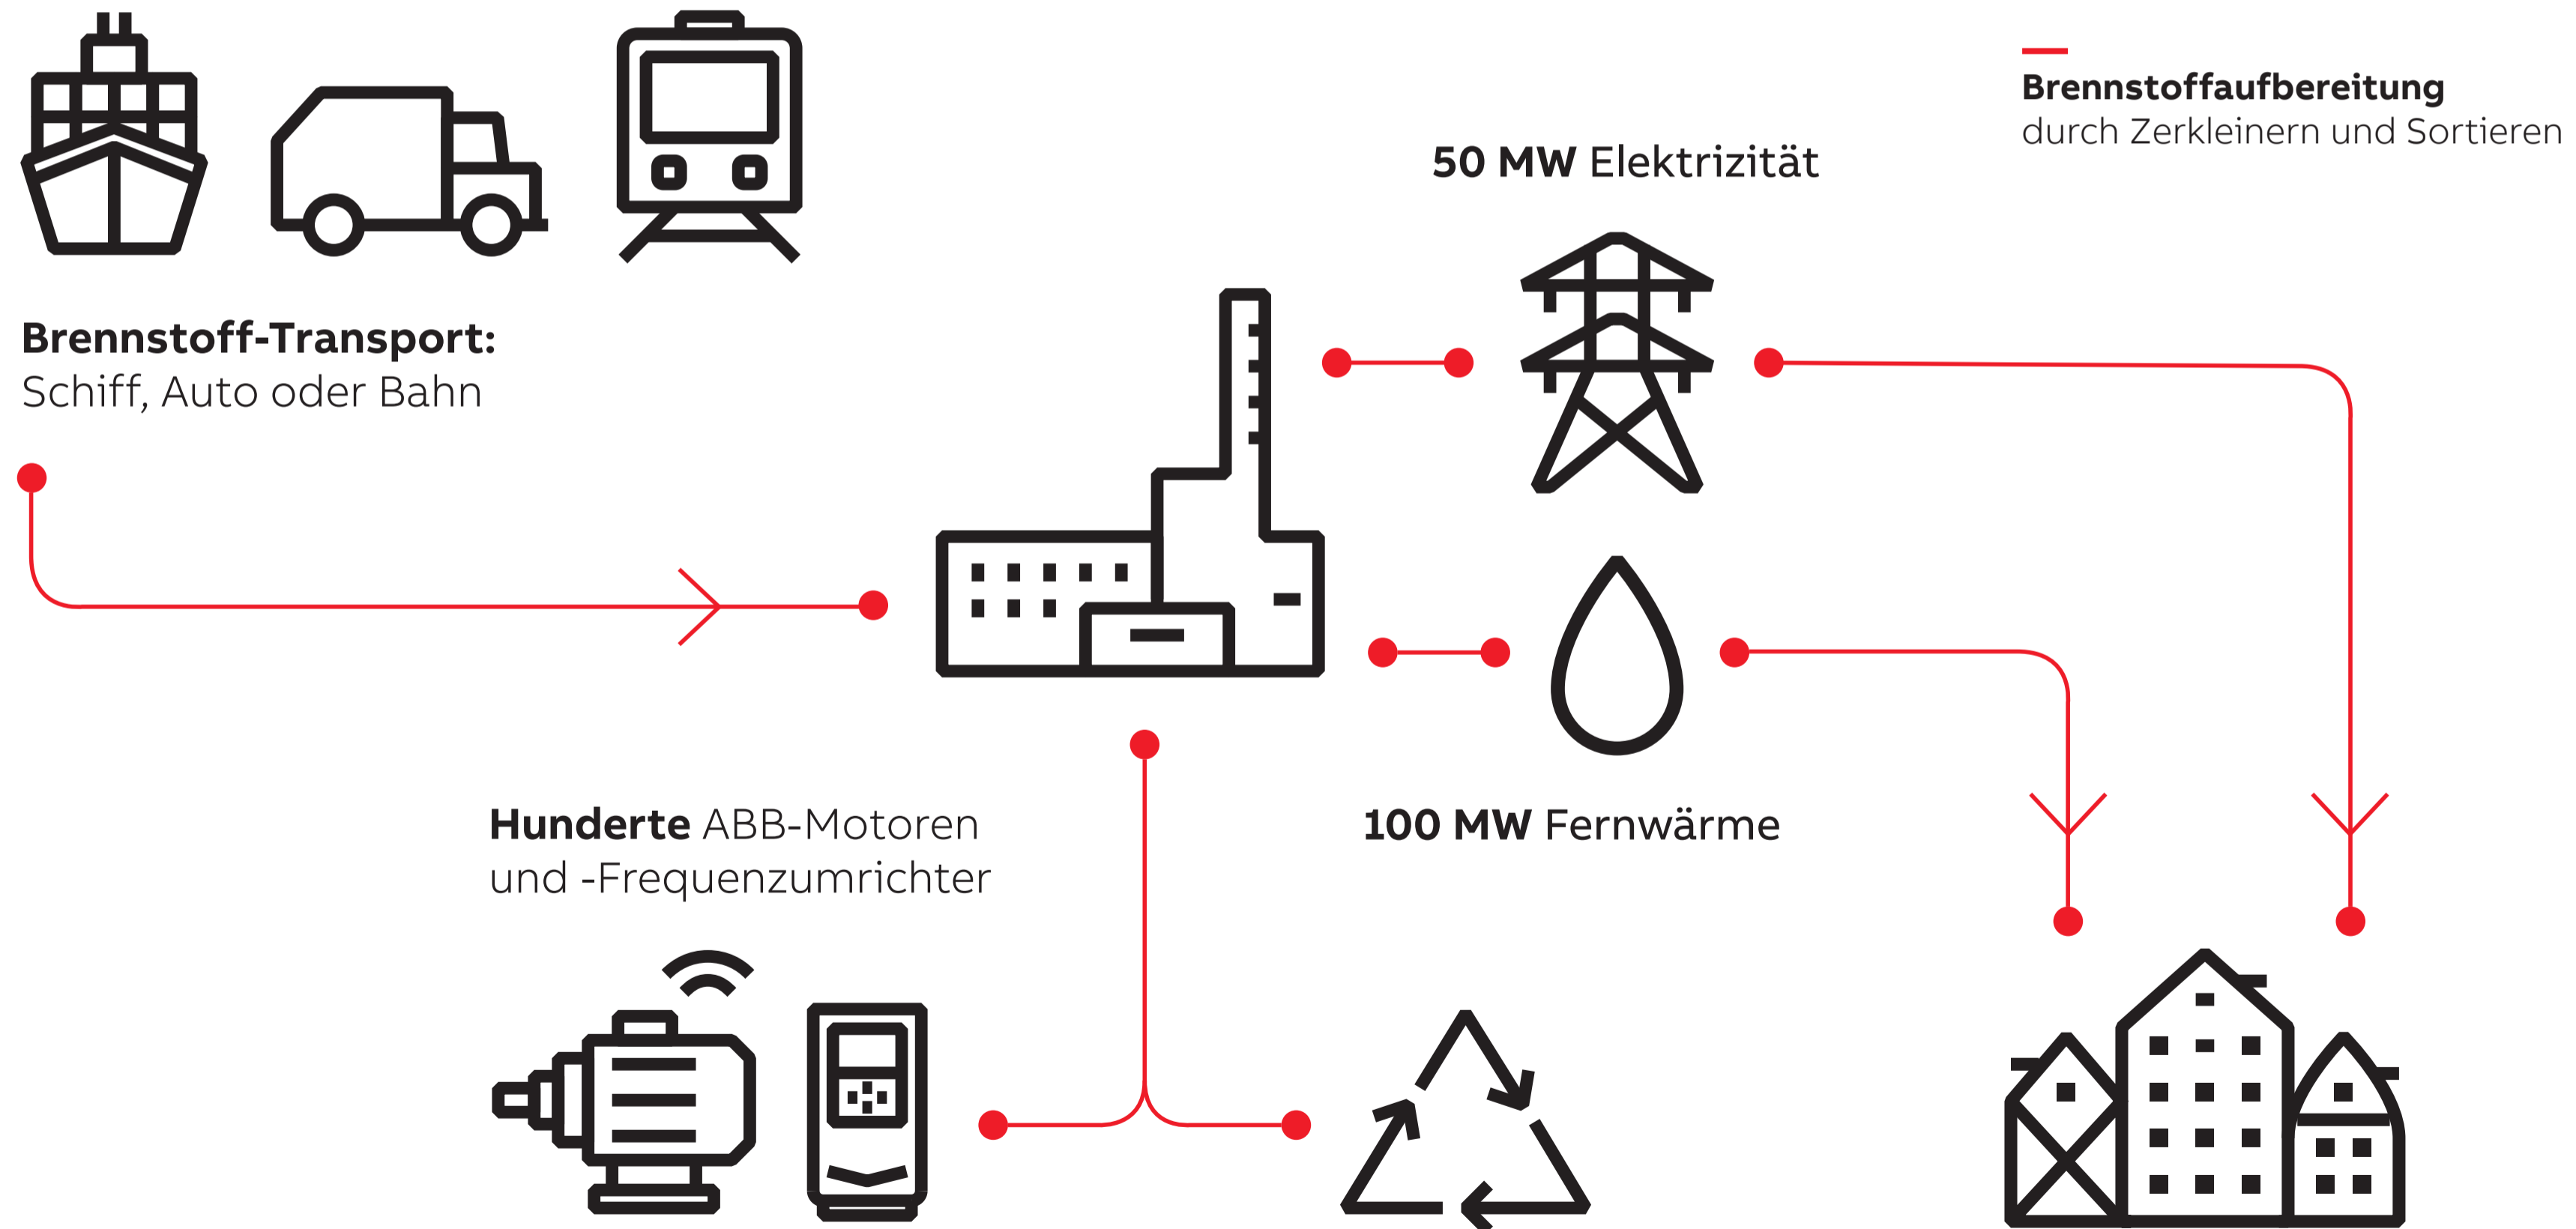 Brennstoffaufbereitung
durch Zerkleinern und Sortieren
50 MW Elektrizität
Brennstoff-Transport:
Schiff, Auto oder Bahn
Hunderte ABB-Motoren
und -Frequenzumrichter
100 MW Fernwärme